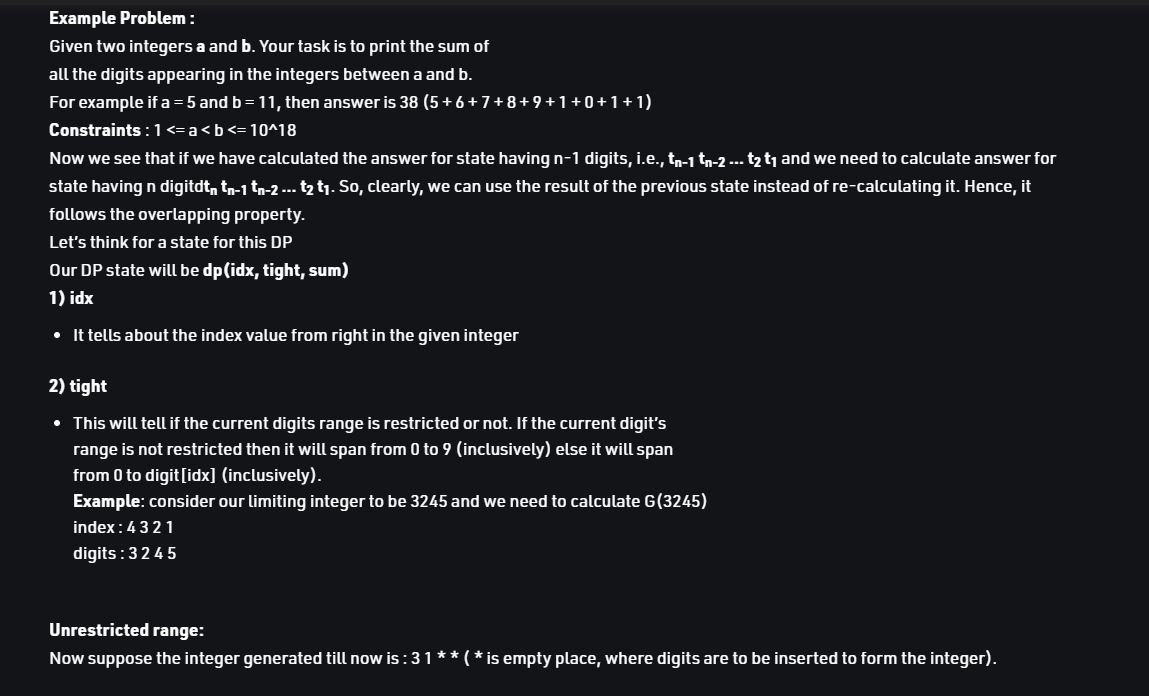 Example Problem :
Given two integers a and b. Your task is to print the sum of
all the digits appearing in the integers between a and b.
For example if a = 5 and b = 11, then answer is 38 (5 + 6 + 7 + 8 + 9 + 1 + 0 + 1 + 1)
Constraints : 1 <= a < b <= 10^18
Now we see that if we have calculated the answer for state having n-1 digits, i.e., tn-1 tn-2 ... t2 t1 and we need to calculate answer for
state having n digitdtn tn-1 tn-2 ... t2 t1. So, clearly, we can use the result of the previous state instead of re-calculating it. Hence, it
follows the overlapping property.
Let’s think for a state for this DP
Our DP state will be dp(idx, tight, sum)
1) idx
• It tells about the index value from right in the given integer
2) tight
• This will tell if the current digits range is restricted or not. If the current digit’s
range is not restricted then it will span from 0 to 9 (inclusively) else it will span
from 0 to digit[idx] (inclusively).
Example: consider our limiting integer to be 3245 and we need to calculate G(3245)
index : 4 3 2 1
digits : 3 2 4 5
Unrestricted range:
Now suppose the integer generated till now is : 3 1 * * ( * is empty place, where digits are to be inserted to form the integer).